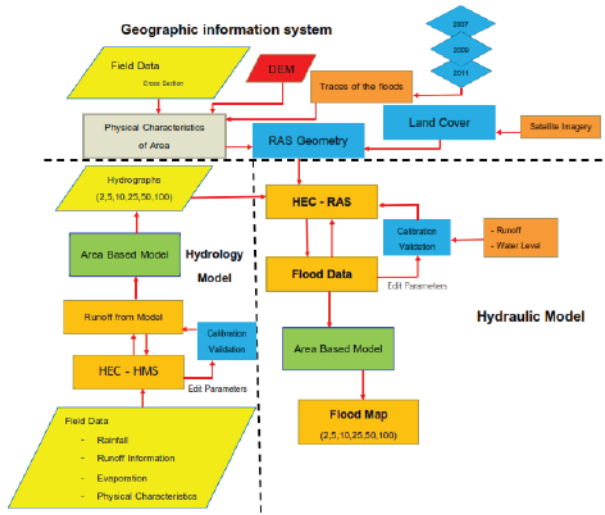 Geographic information system
2007
2009
2011
Field Data
Cross Section
DEM
Traces of the floods
Physical Characteristics
of Area
RAS Geometry
Land Cover
Satellite Imagery
Hydrographs
(2,5,10,25,50,100)
HEC - RAS
Calibration
Validation
- Runoff
- Water Level
Area Based Model
Hydrology
Model
Flood Data
Edit Parameters
Hydraulic Model
Runoff from Model
Calibration
Validation
Area Based Model
HEC - HMS
Edit Parameters
Flood Map
(2,5,10,25,50,100)
Field Data
- Rainfall
- Runoff Information
- Evaporation
- Physical Characteristics